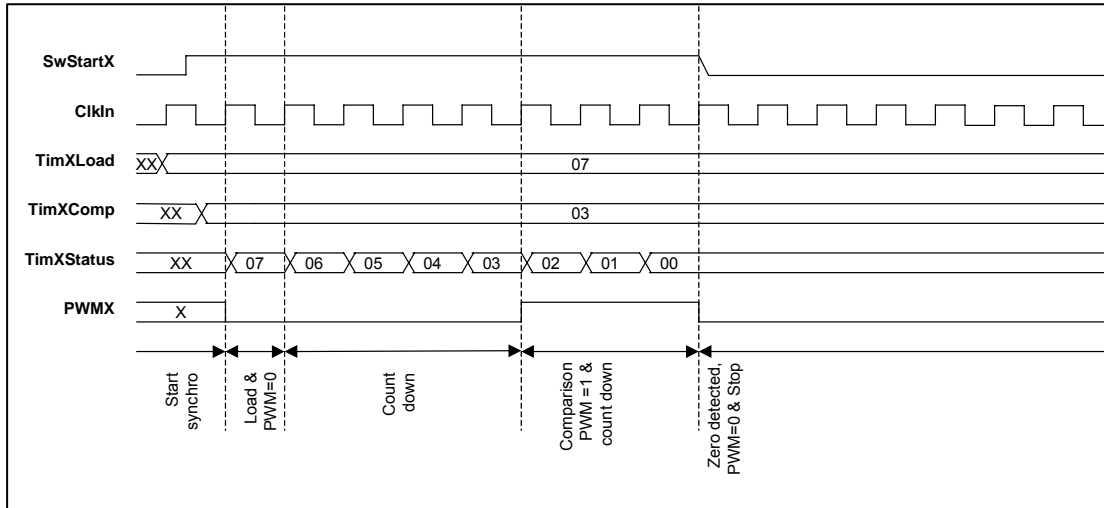 SwStartX
ClkIn
TimXLoad XX 07
TimXComp XX 03
TimXStatus XX 07 06 05 04 03 02 01 00
PWMX X
Start
synchro
Load &
PWM=0
Count
down
Comparison
PWM =1 &
count down
Zero detected,
PWM=0 & Stop